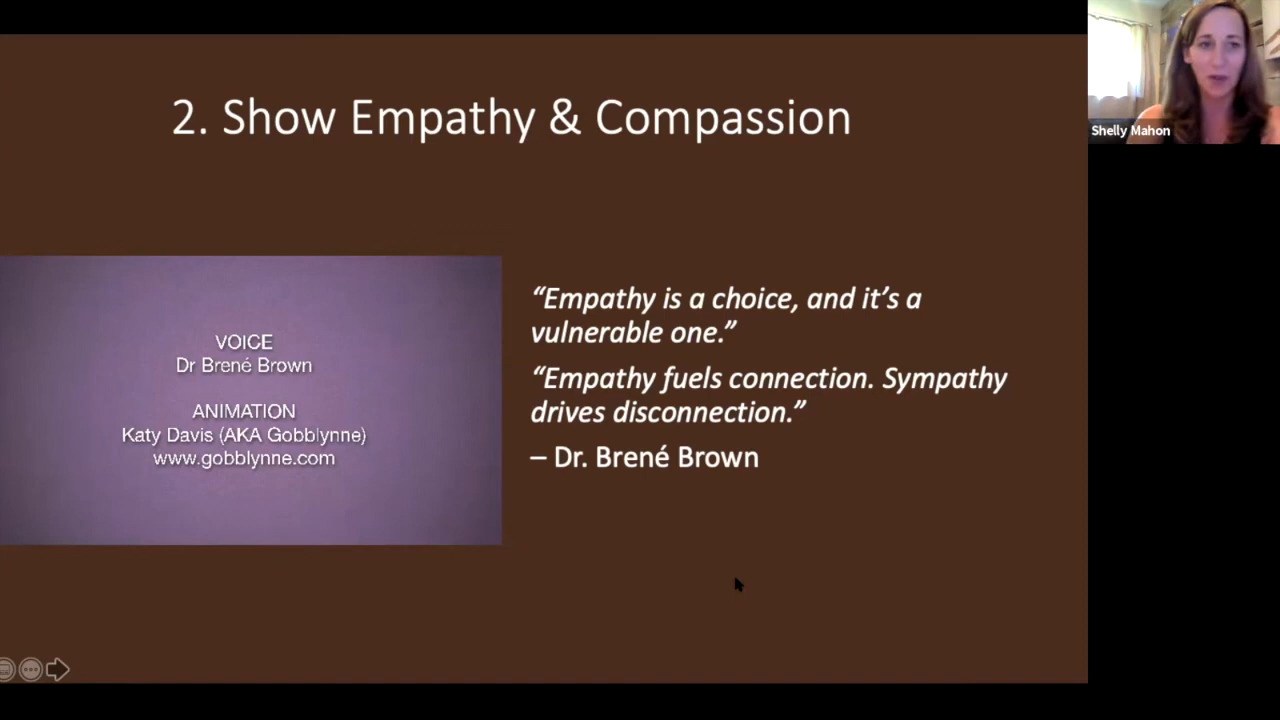 2. Show Empathy & Compassion
Shelly Mahon
VOICE
Dr Brené Brown
ANIMATION
Katy Davis (AKA Gobblynne)
www.gobblynne.com
“Empathy is a choice, and it’s a
vulnerable one.”
“Empathy fuels connection. Sympathy
drives disconnection.”
– Dr. Brené Brown